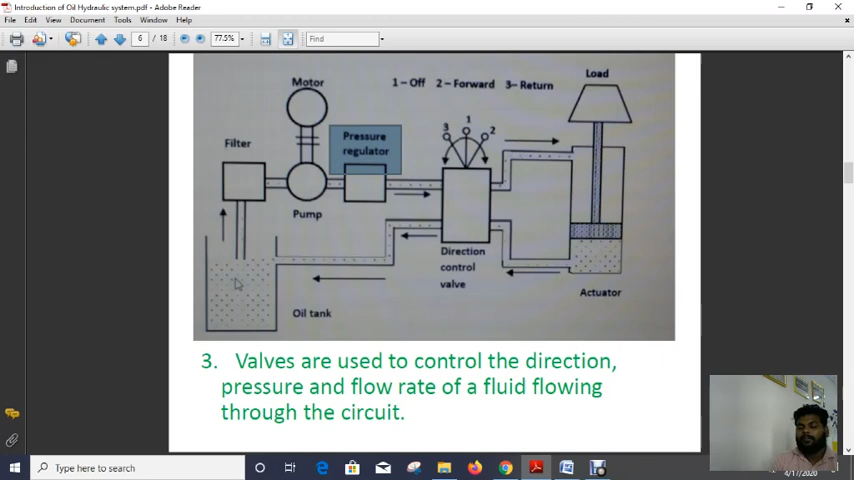 Introduction of Oil Hydraulic system.pdf - Adobe Reader
File Edit View Document Tools Window Help
6 / 18 77.5% Find
Motor
1 – Off 2 – Forward 3– Return
Load
Filter
Pressure
regulator
3 1 2
Pump
Direction
control
valve
Actuator
Oil tank
3. Valves are used to control the direction,
pressure and flow rate of a fluid flowing
through the circuit.
Type here to search
4/17/2020